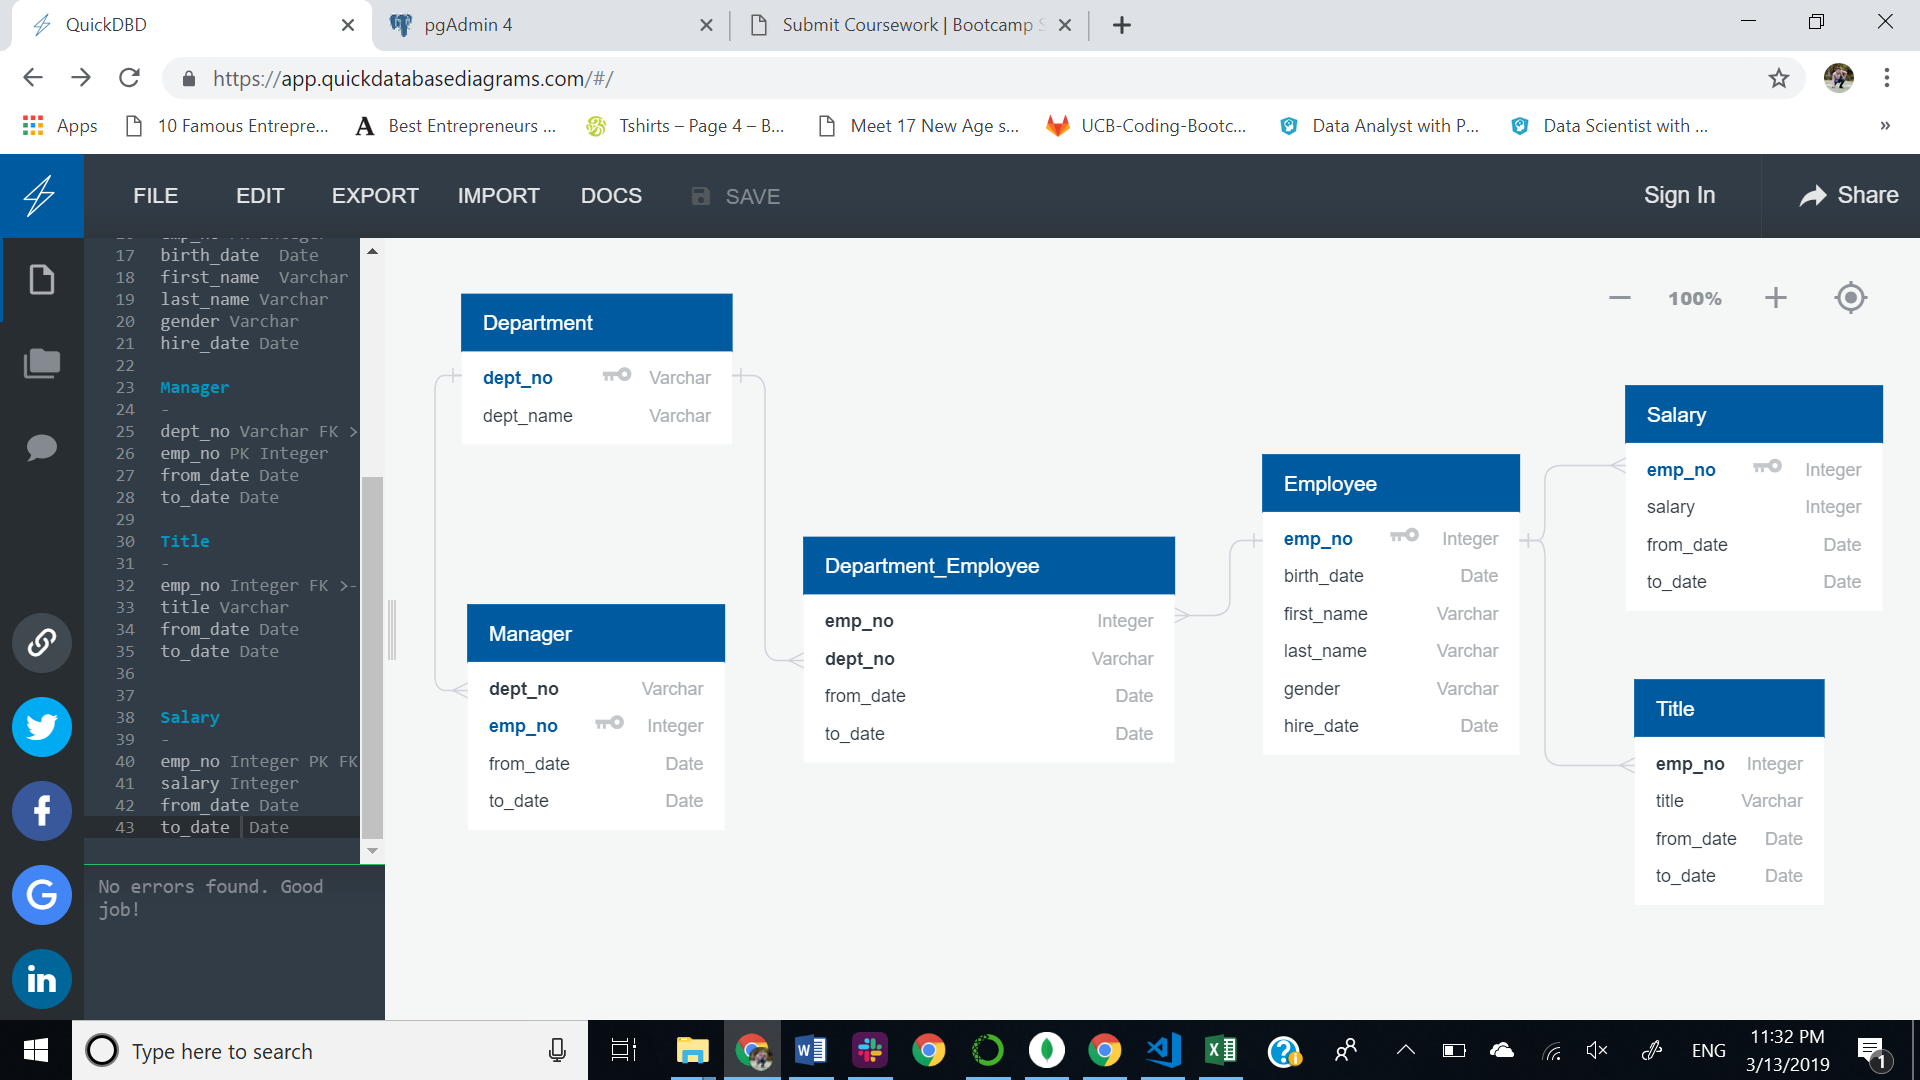 QuickDBD
pgAdmin 4
Submit Coursework | Bootcamp
https://app.quickdatabasediagrams.com/#/
Apps
10 Famous Entrepre...
A Best Entrepreneurs ...
Tshirts – Page 4 – B...
Meet 17 New Age s...
UCB-Coding-Bootc...
Data Analyst with P...
Data Scientist with ...
»
FILE EDIT EXPORT IMPORT DOCS SAVE
Sign In
Share
17 birth_date Date
18 first_name Varchar
19 last_name Varchar
20 gender Varchar
21 hire_date Date
22
23 Manager
24 -
25 dept_no Varchar FK >
26 emp_no PK Integer
27 from_date Date
28 to_date Date
29
30 Title
31 -
32 emp_no Integer FK >-
33 title Varchar
34 from_date Date
35 to_date Date
36
37
38 Salary
39 -
40 emp_no Integer PK FK
41 salary Integer
42 from_date Date
43 to_date Date
No errors found. Good
job!
100%
Department
dept_no Varchar
dept_name Varchar
Manager
dept_no Varchar
emp_no Integer
from_date Date
to_date Date
Department_Employee
emp_no Integer
dept_no Varchar
from_date Date
to_date Date
Employee
emp_no Integer
birth_date Date
first_name Varchar
last_name Varchar
gender Varchar
hire_date Date
Salary
emp_no Integer
salary Integer
from_date Date
to_date Date
Title
emp_no Integer
title Varchar
from_date Date
to_date Date
f
G
in
Type here to search
ENG
11:32 PM
3/13/2019
1